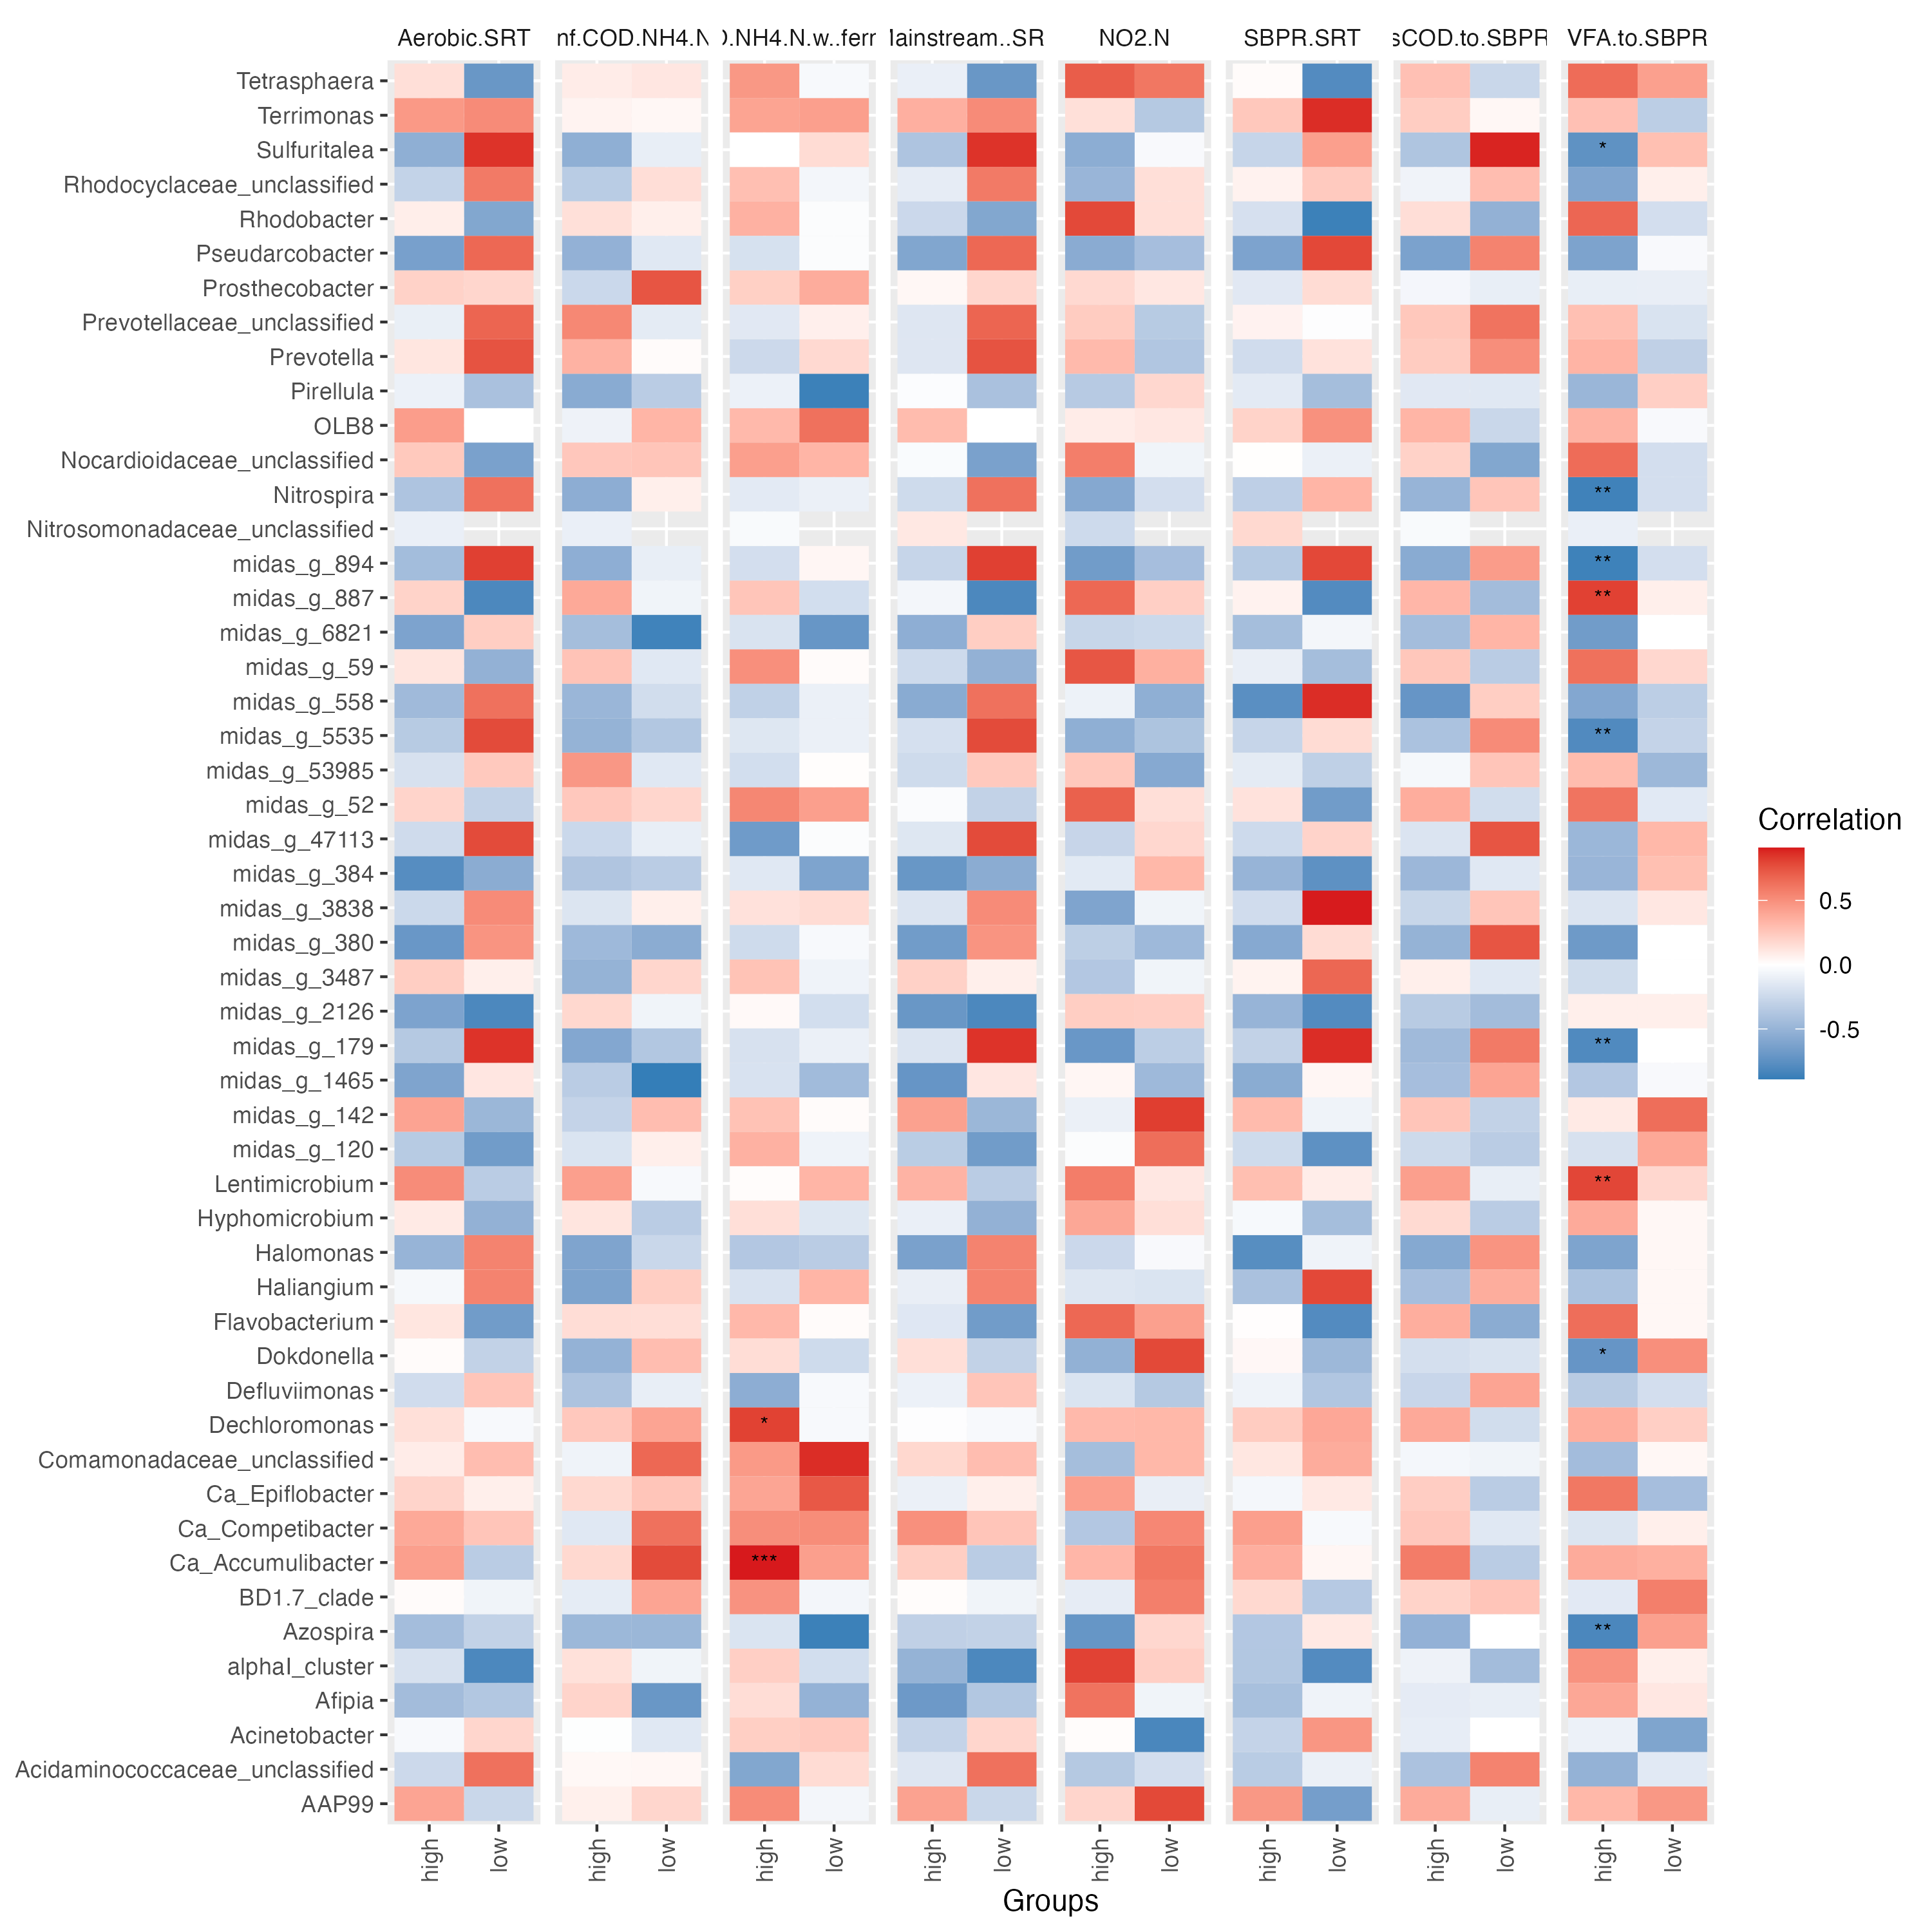 Aerobic.SRT nf.COD.NH4.N O.NH4.N.w..ferr Mainstream..SR NO2.N SBPR.SRT sCOD.to.SBPR VFA.to.SBPR
Tetrasphaera
Terrimonas
Sulfuritalea *
Rhodocyclaceae_unclassified
Rhodobacter
Pseudarcobacter
Prosthecobacter
Prevotellaceae_unclassified
Prevotella
Pirellula
OLB8
Nocardioidaceae_unclassified
Nitrospira **
Nitrosomonadaceae_unclassified
midas_g_894 **
midas_g_887 **
midas_g_6821
midas_g_59
midas_g_558
midas_g_5535 **
midas_g_53985
midas_g_52
midas_g_47113
midas_g_384
midas_g_3838
midas_g_380
midas_g_3487
midas_g_2126
midas_g_179 **
midas_g_1465
midas_g_142
midas_g_120
Lentimicrobium **
Hyphomicrobium
Halomonas
Haliangium
Flavobacterium
Dokdonella *
Defluviimonas
Dechloromonas *
Comamonadaceae_unclassified
Ca_Epiflobacter
Ca_Competibacter
Ca_Accumulibacter ***
BD1.7_clade
Azospira **
alphaI_cluster
Afipia
Acinetobacter
Acidaminococcaceae_unclassified
AAP99
high low high low high low high low high low high low high low high low
Groups
Correlation
0.5
0.0
-0.5